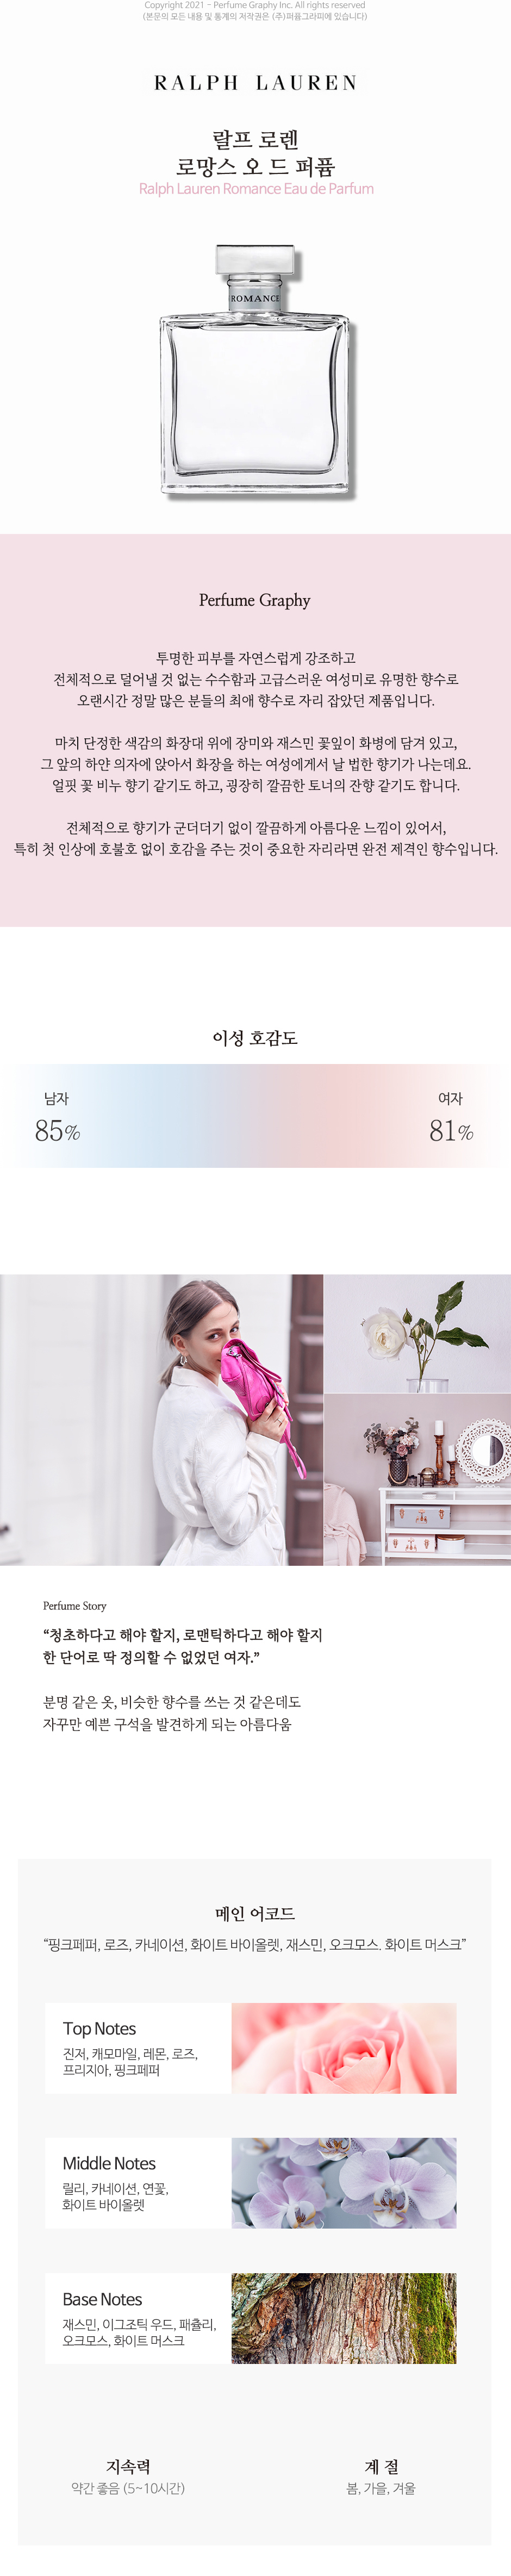 Copyright 2021 - Perfume Graphy Inc. All rights reserved
(본문의 모든 내용 및 통계의 저작권은 (주)퍼퓸그라피에 있습니다)
RALPH LAUREN
랄프 로렌
로망스 오 드 퍼퓸
Ralph Lauren Romance Eau de Parfum
ROMANCE
Perfume Graphy
투명한 피부를 자연스럽게 강조하고
전체적으로 덜어낼 것 없는 수수함과 고급스러운 여성미로 유명한 향수로
오랜시간 정말 많은 분들의 최애 향수로 자리 잡았던 제품입니다.
마치 단정한 색감의 화장대 위에 장미와 재스민 꽃잎이 화병에 담겨 있고,
그 앞의 하얀 의자에 앉아서 화장을 하는 여성에게서 날 법한 향기가 나는데요.
얼핏 꽃 비누 향기 같기도 하고, 굉장히 깔끔한 토너의 잔향 같기도 합니다.
전체적으로 향기가 군더더기 없이 깔끔하게 아름다운 느낌이 있어서,
특히 첫 인상에 호불호 없이 호감을 주는 것이 중요한 자리라면 완전 제격인 향수입니다.
이성 호감도
남자 여자
85% 81%
Perfume Story
“청초하다고 해야 할지, 로맨틱하다고 해야 할지
한 단어로 딱 정의할 수 없었던 여자.”
분명 같은 옷, 비슷한 향수를 쓰는 것 같은데도
자꾸만 예쁜 구석을 발견하게 되는 아름다움
메인 어코드
“핑크페퍼, 로즈, 카네이션, 화이트 바이올렛, 재스민, 오크모스. 화이트 머스크”
Top Notes
진저, 캐모마일, 레몬, 로즈,
프리지아, 핑크페퍼
Middle Notes
릴리, 카네이션, 연꽃,
화이트 바이올렛
Base Notes
재스민, 이그조틱 우드, 패츌리,
오크모스, 화이트 머스크
지속력 계 절
약간 좋음 (5~10시간) 봄, 가을, 겨울